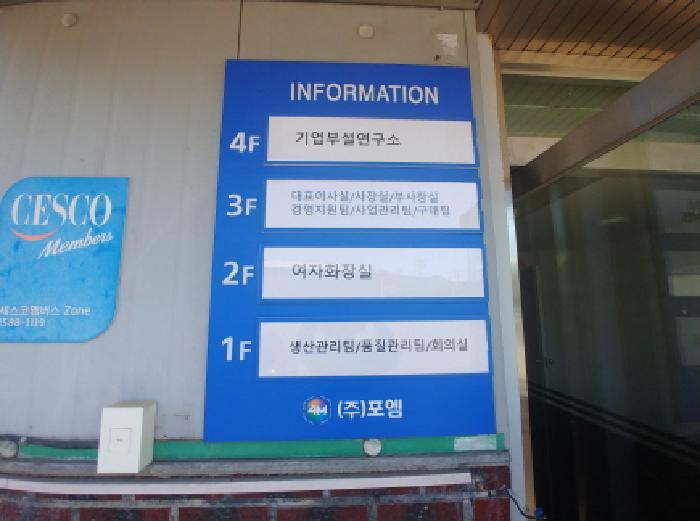 INFORMATION
4F 기업부설연구소
3F 대표이사실/사장실/부사장실
경영지원팀/사업관리팀/구매팀
2F 여자화장실
1F 생산관리팀/품질관리팀/회의실
4M (주)포엠
CESCO
Members
세스코멤버스 Zone
1588-1119